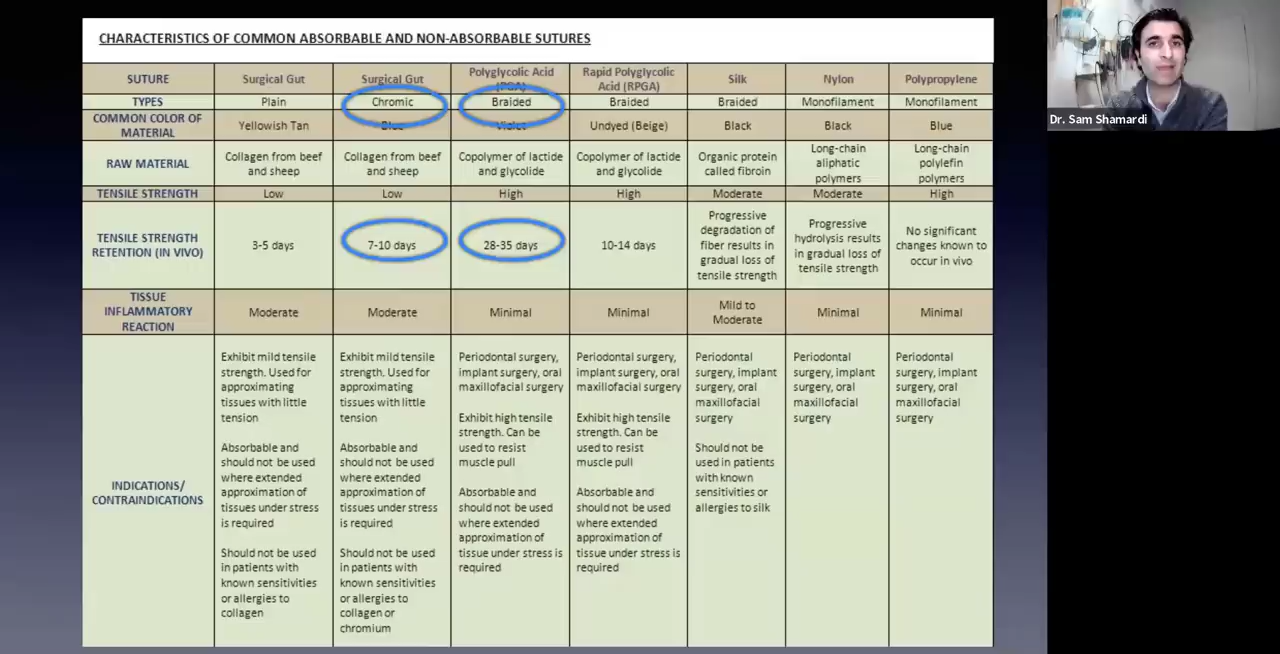 CHARACTERISTICS OF COMMON ABSORBABLE AND NON-ABSORBABLE SUTURES
Dr. Sam Shamardi
SUTURE
Surgical Gut
Surgical Gut
Polyglycolic Acid
(PGA)
Rapid Polyglycolic
Acid (RPGA)
Silk
Nylon
Polypropylene
TYPES
Plain
Chromic
Braided
Braided
Braided
Monofilament
Monofilament
COMMON COLOR OF
MATERIAL
Yellowish Tan
Blue
Violet
Undyed (Beige)
Black
Black
Blue
RAW MATERIAL
Collagen from beef
and sheep
Collagen from beef
and sheep
Copolymer of lactide
and glycolide
Copolymer of lactide
and glycolide
Organic protein
called fibroin
Long-chain
aliphatic
polymers
Long-chain
polylefin
polymers
TENSILE STRENGTH
Low
Low
High
High
Moderate
Moderate
High
TENSILE STRENGTH
RETENTION (IN VIVO)
3-5 days
7-10 days
28-35 days
10-14 days
Progressive
degradation of
fiber results in
gradual loss of
tensile strength
Progressive
hydrolysis results
in gradual loss of
tensile strength
No significant
changes known to
occur in vivo
TISSUE
INFLAMMATORY
REACTION
Moderate
Moderate
Minimal
Minimal
Mild to
Moderate
Minimal
Minimal
INDICATIONS/
CONTRAINDICATIONS
Exhibit mild tensile
strength. Used for
approximating
tissues with little
tension
Absorbable and
should not be used
where extended
approximation of
tissues under stress
is required
Should not be used
in patients with
known sensitivities
or allergies to
collagen
Exhibit mild tensile
strength. Used for
approximating
tissues with little
tension
Absorbable and
should not be used
where extended
approximation of
tissues under stress
is required
Should not be used
in patients with
known sensitivities
or allergies to
collagen or
chromium
Periodontal surgery,
implant surgery, oral
maxillofacial surgery
Exhibit high tensile
strength. Can be
used to resist
muscle pull
Absorbable and
should not be used
where extended
approximation of
tissue under stress is
required
Periodontal surgery,
implant surgery, oral
maxillofacial surgery
Exhibit high tensile
strength. Can be
used to resist
muscle pull
Absorbable and
should not be used
where extended
approximation of
tissue under stress is
required
Periodontal
surgery, implant
surgery, oral
maxillofacial
surgery
Should not be
used in patients
with known
sensitivities or
allergies to silk
Periodontal
surgery, implant
surgery, oral
maxillofacial
surgery
Periodontal
surgery, implant
surgery, oral
maxillofacial
surgery